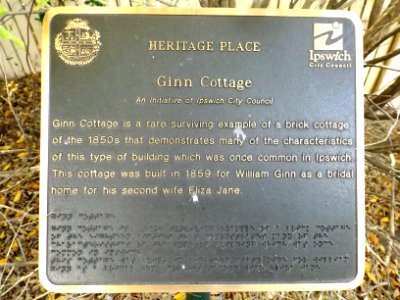 HERITAGE PLACE
Ipswich
City Council
Ginn Cottage
An Initiative of Ipswich City Council
Ginn Cottage is a rare surviving example of a brick cottage
of the 1850s that demonstrates many of the characteristics
of this type of building which was once common in Ipswich.
This cottage was built in 1859 for William Ginn as a bridal
home for his second wife Eliza Jane.